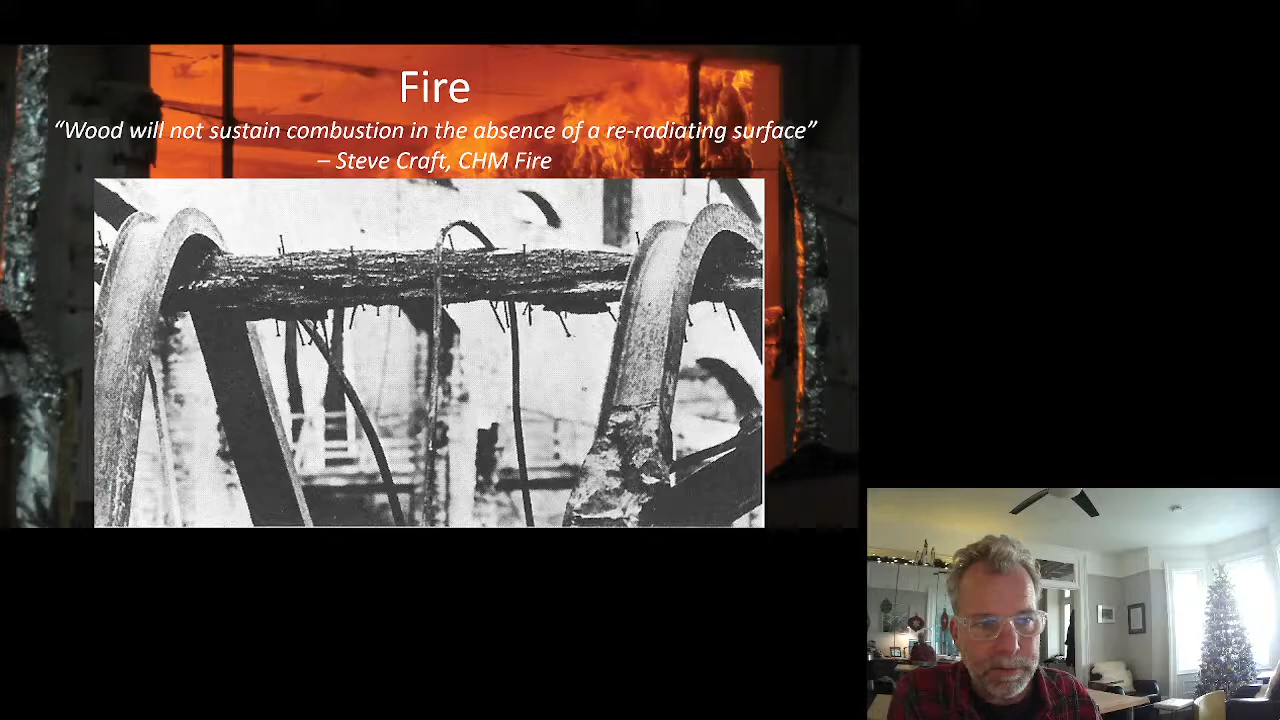 Fire
“Wood will not sustain combustion in the absence of a re-radiating surface”
– Steve Craft, CHM Fire